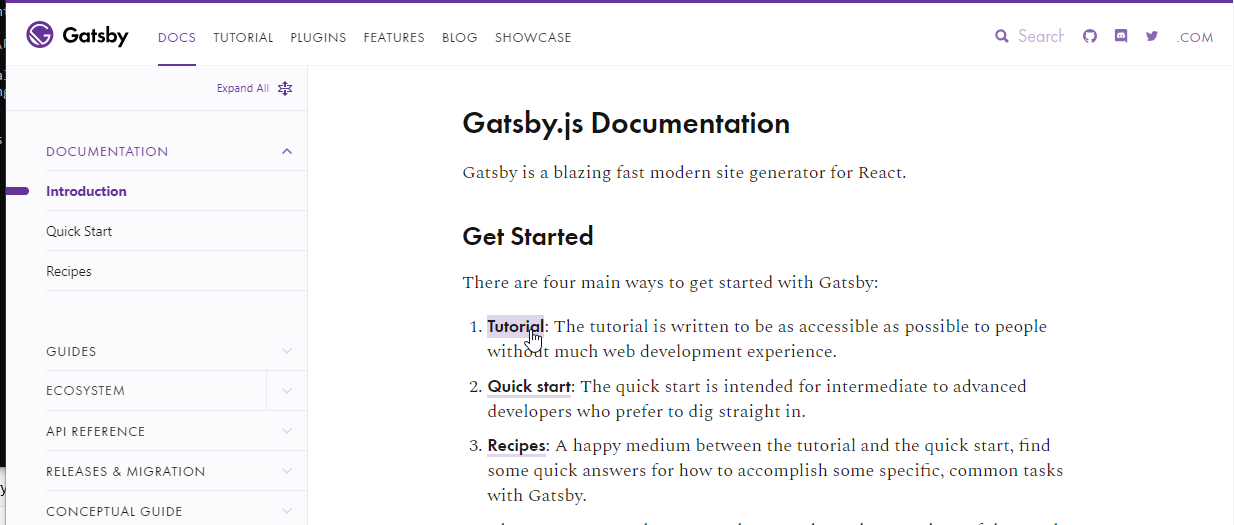 Gatsby
DOCS TUTORIAL PLUGINS FEATURES BLOG SHOWCASE
Search
.COM
Expand All
DOCUMENTATION
Introduction
Quick Start
Recipes
GUIDES
ECOSYSTEM
API REFERENCE
RELEASES & MIGRATION
CONCEPTUAL GUIDE
Gatsby.js Documentation
Gatsby is a blazing fast modern site generator for React.
Get Started
There are four main ways to get started with Gatsby:
1. Tutorial: The tutorial is written to be as accessible as possible to people
without much web development experience.
2. Quick start: The quick start is intended for intermediate to advanced
developers who prefer to dig straight in.
3. Recipes: A happy medium between the tutorial and the quick start, find
some quick answers for how to accomplish some specific, common tasks
with Gatsby.